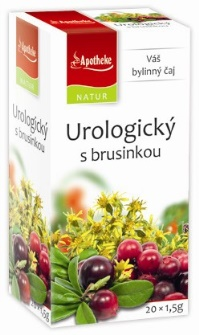 Apotheke
NATUR
Váš
bylinný čaj
Urologický
s brusinkou
20 × 1,5g